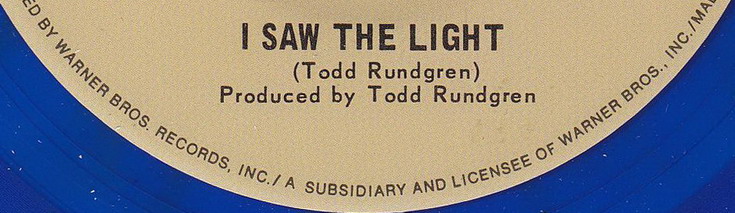 I SAW THE LIGHT
(Todd Rundgren)
Produced by Todd Rundgren
BY WARNER BROS. RECORDS, INC./A SUBSIDIARY AND LICENSEE OF WARNER BROS., INC./